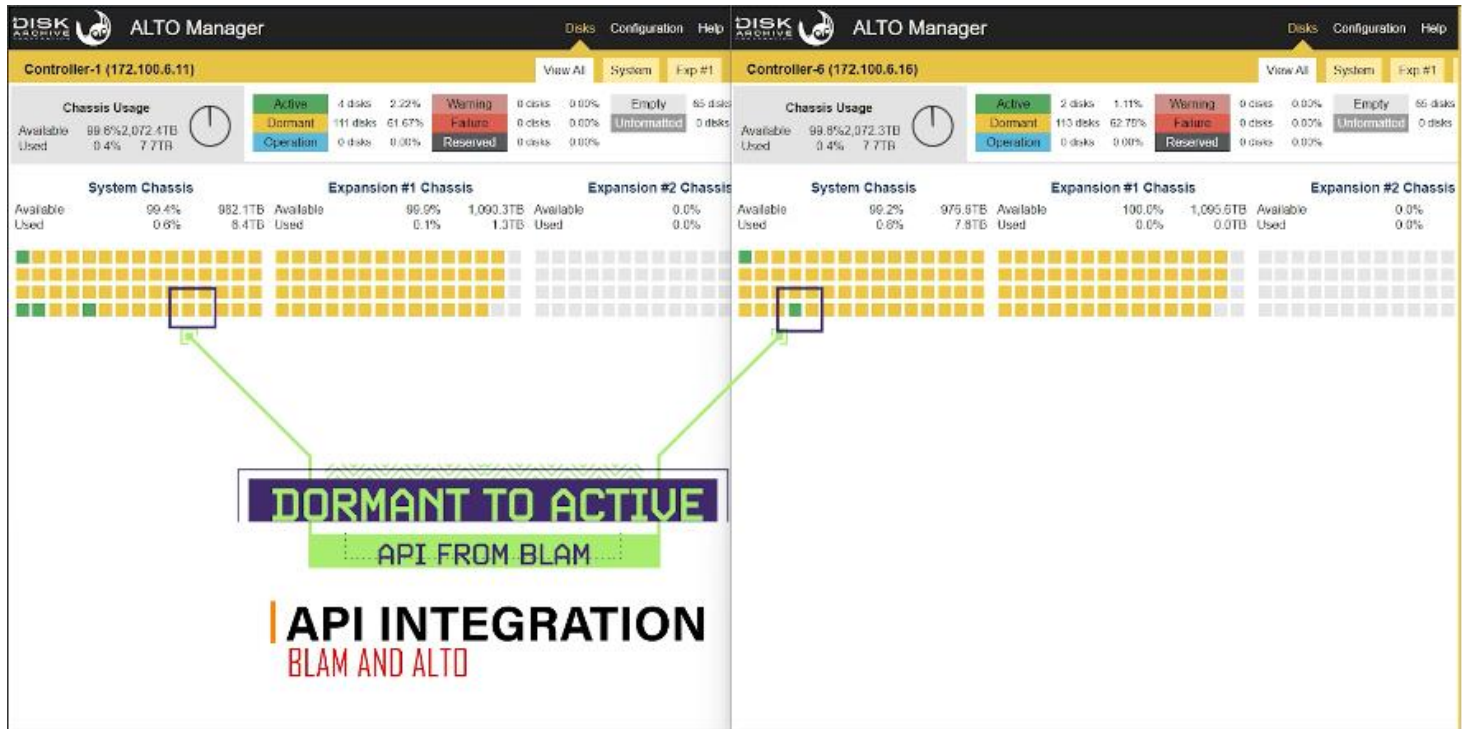 DISK ARCHIVE
ALTO Manager
Disks Configuration Help
Controller-1 (172.100.6.11)
View All System Exp #1
Chassis Usage
Available 99.6% 2,072.4TB
Used 0.4% 7.7TB
Active 4 disks 2.22% Warning 0 disks 0.00% Empty 65 disks
Dormant 111 disks 61.67% Failure 0 disks 0.00% Unformatted 0 disks
Operation 0 disks 0.00% Reserved 0 disks 0.00%
System Chassis
Available 99.4% 982.1TB
Used 0.6% 6.4TB
Expansion #1 Chassis
Available 99.9% 1,090.3TB
Used 0.1% 1.3TB
Expansion #2 Chassis
Available 0.0%
Used 0.0%
DISK ARCHIVE
ALTO Manager
Disks Configuration Help
Controller-6 (172.100.6.16)
View All System Exp #1
Chassis Usage
Available 99.6% 2,072.3TB
Used 0.4% 7.7TB
Active 2 disks 1.11% Warning 0 disks 0.00% Empty 65 disks
Dormant 113 disks 62.78% Failure 0 disks 0.00% Unformatted 0 disks
Operation 0 disks 0.00% Reserved 0 disks 0.00%
System Chassis
Available 99.2%
Used 7.8TB
Expansion #1 Chassis
Available 100.0%
Used 0.0% 0.0TB
Expansion #2 Chassis
Available 0.0%
Used 0.0%
DORMANT TO ACTIVE
API FROM BLAM
API INTEGRATION
BLAM AND ALTO